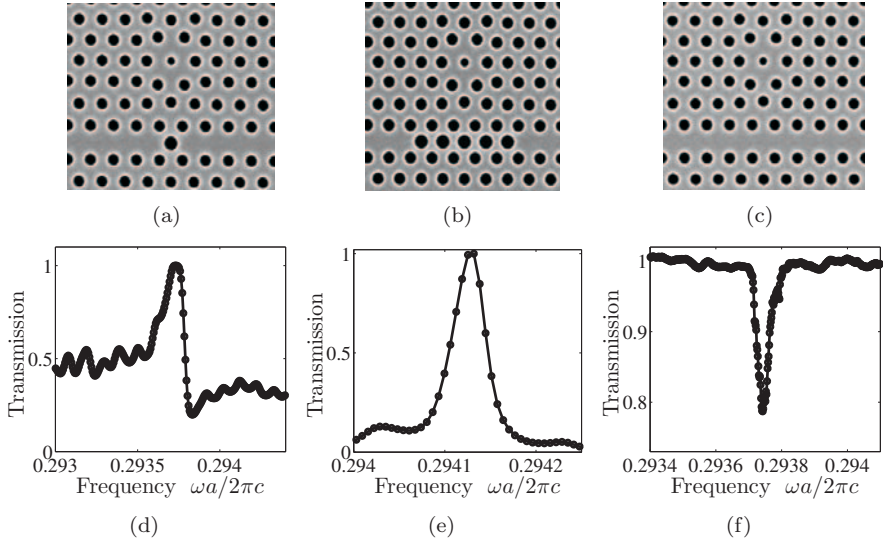 (a) (b) (c)
1
0.5
0
Transmission
0.293 0.2935 0.294
Frequency ωa/2πc
(d)
1
0.5
0
Transmission
0.294 0.2941 0.2942
Frequency ωa/2πc
(e)
1
0.9
0.8
Transmission
0.2934 0.2936 0.2938 0.294
Frequency ωa/2πc
(f)